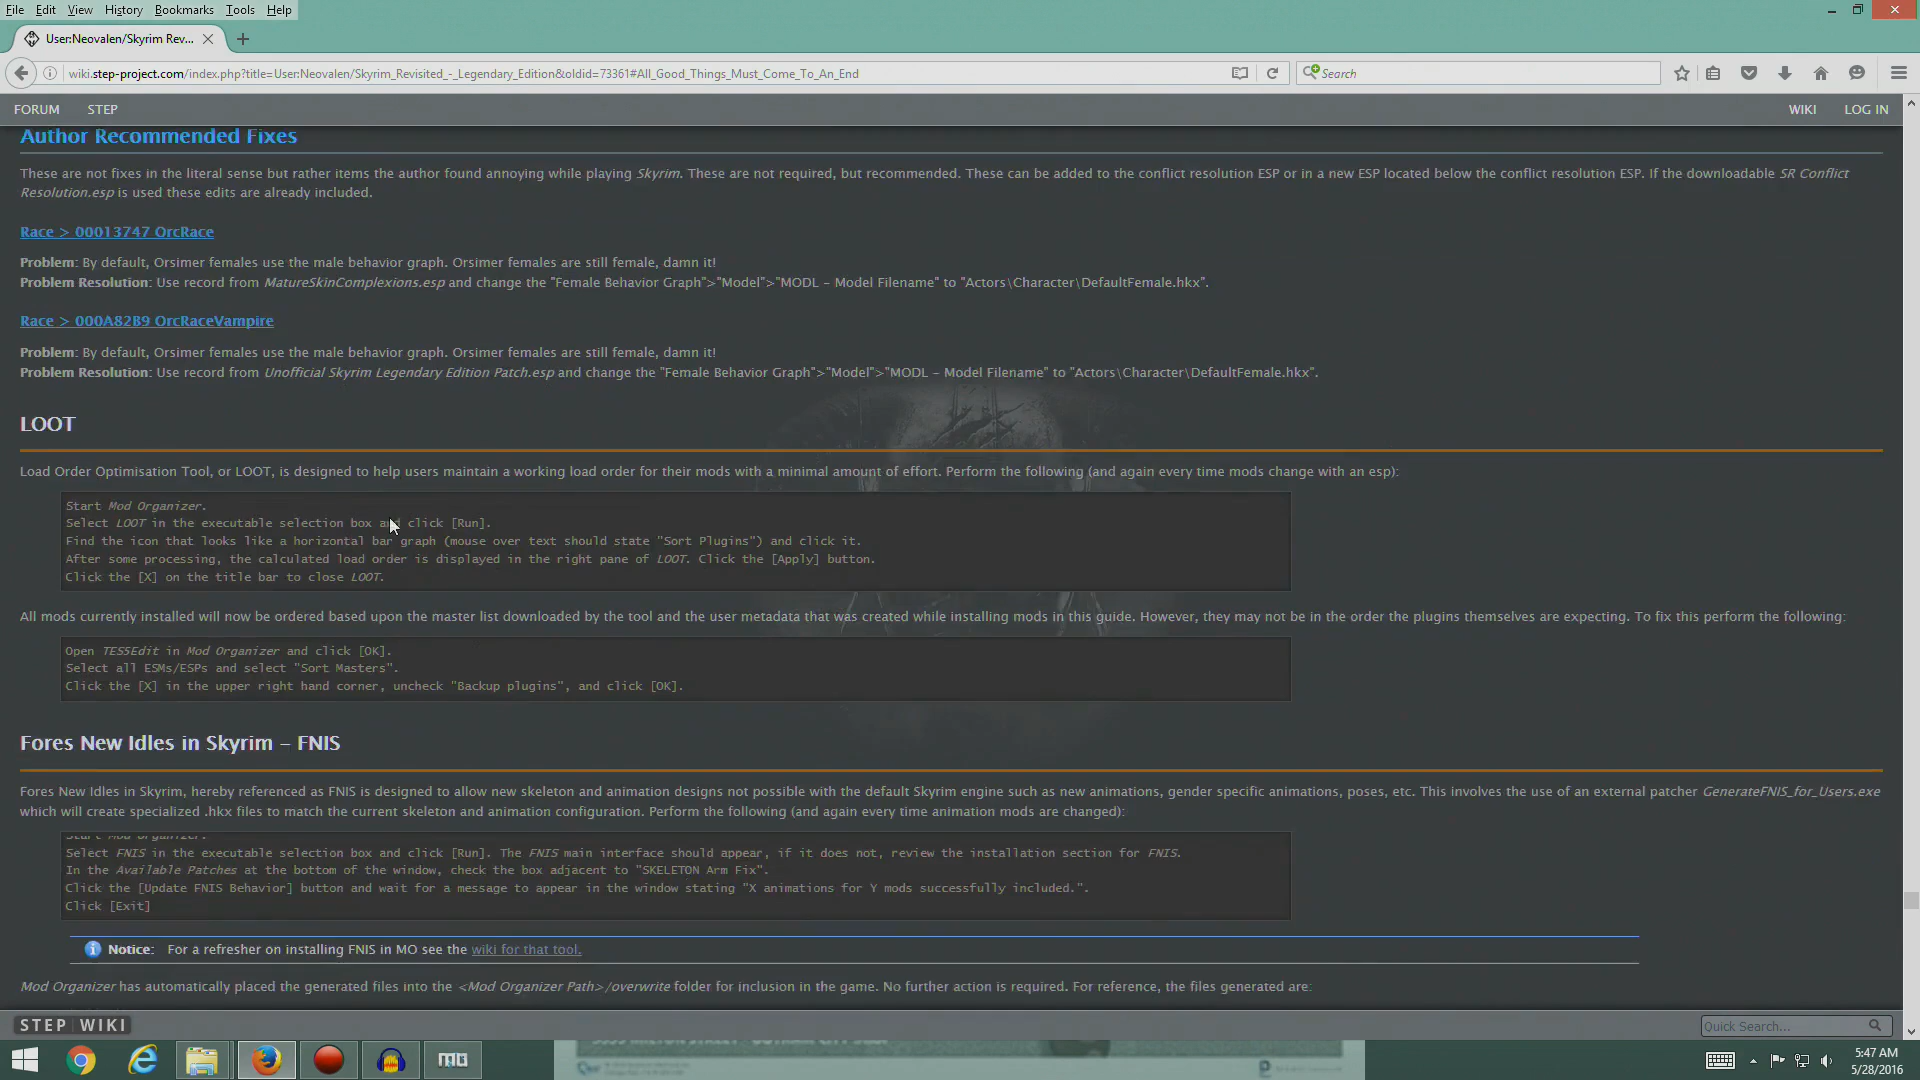 File Edit View History Bookmarks Tools Help
User:Neovalen/Skyrim Rev...
wiki.step-project.com/index.php?title=User:Neovalen/Skyrim_Revisited_-_Legendary_Edition&oldid=73361#All_Good_Things_Must_Come_To_An_End
Search
FORUM STEP WIKI LOG IN
Author Recommended Fixes
These are not fixes in the literal sense but rather items the author found annoying while playing Skyrim. These are not required, but recommended. These can be added to the conflict resolution ESP or in a new ESP located below the conflict resolution ESP. If the downloadable SR Conflict
Resolution.esp is used these edits are already included.
Race > 00013747 OrcRace
Problem: By default, Orsimer females use the male behavior graph. Orsimer females are still female, damn it!
Problem Resolution: Use record from MatureSkinComplexions.esp and change the "Female Behavior Graph">"Model">"MODL - Model Filename" to "Actors\Character\DefaultFemale.hkx".
Race > 000A82B9 OrcRaceVampire
Problem: By default, Orsimer females use the male behavior graph. Orsimer females are still female, damn it!
Problem Resolution: Use record from Unofficial Skyrim Legendary Edition Patch.esp and change the "Female Behavior Graph">"Model">"MODL - Model Filename" to "Actors\Character\DefaultFemale.hkx".
LOOT
Load Order Optimisation Tool, or LOOT, is designed to help users maintain a working load order for their mods with a minimal amount of effort. Perform the following (and again every time mods change with an esp):
Start Mod Organizer.
Select LOOT in the executable selection box and click [Run].
Find the icon that looks like a horizontal bar graph (mouse over text should state "Sort Plugins") and click it.
After some processing, the calculated load order is displayed in the right pane of LOOT. Click the [Apply] button.
Click the [X] on the title bar to close LOOT.
All mods currently installed will now be ordered based upon the master list downloaded by the tool and the user metadata that was created while installing mods in this guide. However, they may not be in the order the plugins themselves are expecting. To fix this perform the following:
Open TES5Edit in Mod Organizer and click [OK].
Select all ESMs/ESPs and select "Sort Masters".
Click the [X] in the upper right hand corner, uncheck "Backup plugins", and click [OK].
Fores New Idles in Skyrim - FNIS
Fores New Idles in Skyrim, hereby referenced as FNIS is designed to allow new skeleton and animation designs not possible with the default Skyrim engine such as new animations, gender specific animations, poses, etc. This involves the use of an external patcher GenerateFNIS_for_Users.exe
which will create specialized .hkx files to match the current skeleton and animation configuration. Perform the following (and again every time animation mods are changed):
Start Mod Organizer.
Select FNIS in the executable selection box and click [Run]. The FNIS main interface should appear, if it does not, review the installation section for FNIS.
In the Available Patches at the bottom of the window, check the box adjacent to "SKELETON Arm Fix".
Click the [Update FNIS Behavior] button and wait for a message to appear in the window stating "X animations for Y mods successfully included.".
Click [Exit]
Notice: For a refresher on installing FNIS in MO see the wiki for that tool.
Mod Organizer has automatically placed the generated files into the <Mod Organizer Path>/overwrite folder for inclusion in the game. No further action is required. For reference, the files generated are:
STEP WIKI
Quick Search...
5:47 AM
5/28/2016